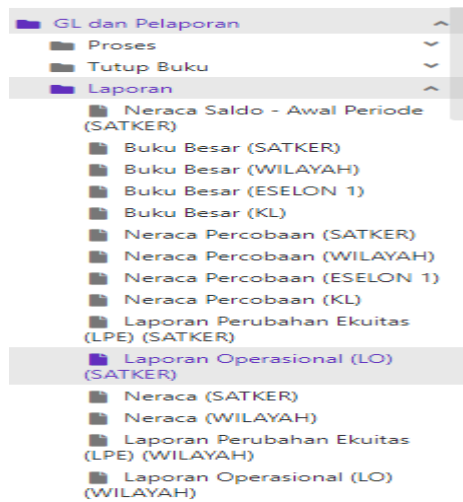 GL dan Pelaporan
Proses
Tutup Buku
Laporan
Neraca Saldo - Awal Periode
(SATKER)
Buku Besar (SATKER)
Buku Besar (WILAYAH)
Buku Besar (ESELON 1)
Buku Besar (KL)
Neraca Percobaan (SATKER)
Neraca Percobaan (WILAYAH)
Neraca Percobaan (ESELON 1)
Neraca Percobaan (KL)
Laporan Perubahan Ekuitas
(LPE) (SATKER)
Laporan Operasional (LO)
(SATKER)
Neraca (SATKER)
Neraca (WILAYAH)
Laporan Perubahan Ekuitas
(LPE) (WILAYAH)
Laporan Operasional (LO)
(WILAYAH)